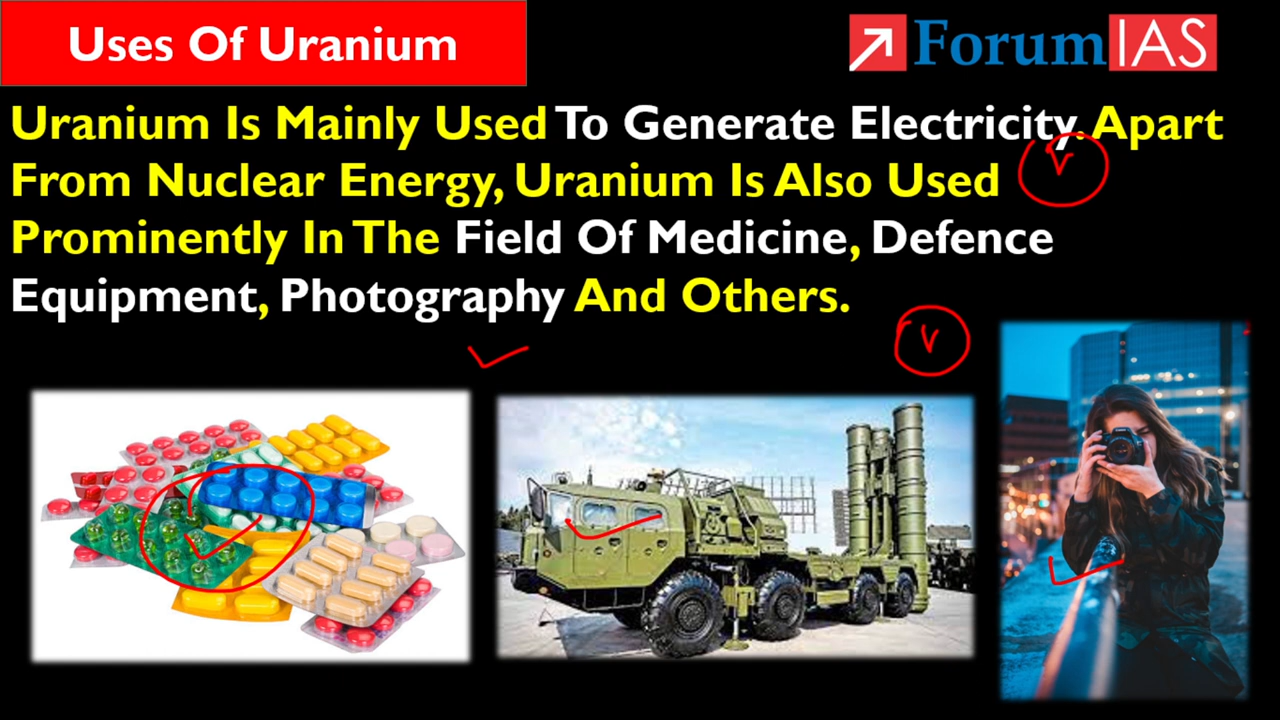 Uses Of Uranium
ForumIAS
Uranium Is Mainly Used To Generate Electricity. Apart
From Nuclear Energy, Uranium Is Also Used
Prominently In The Field Of Medicine, Defence
Equipment, Photography And Others.